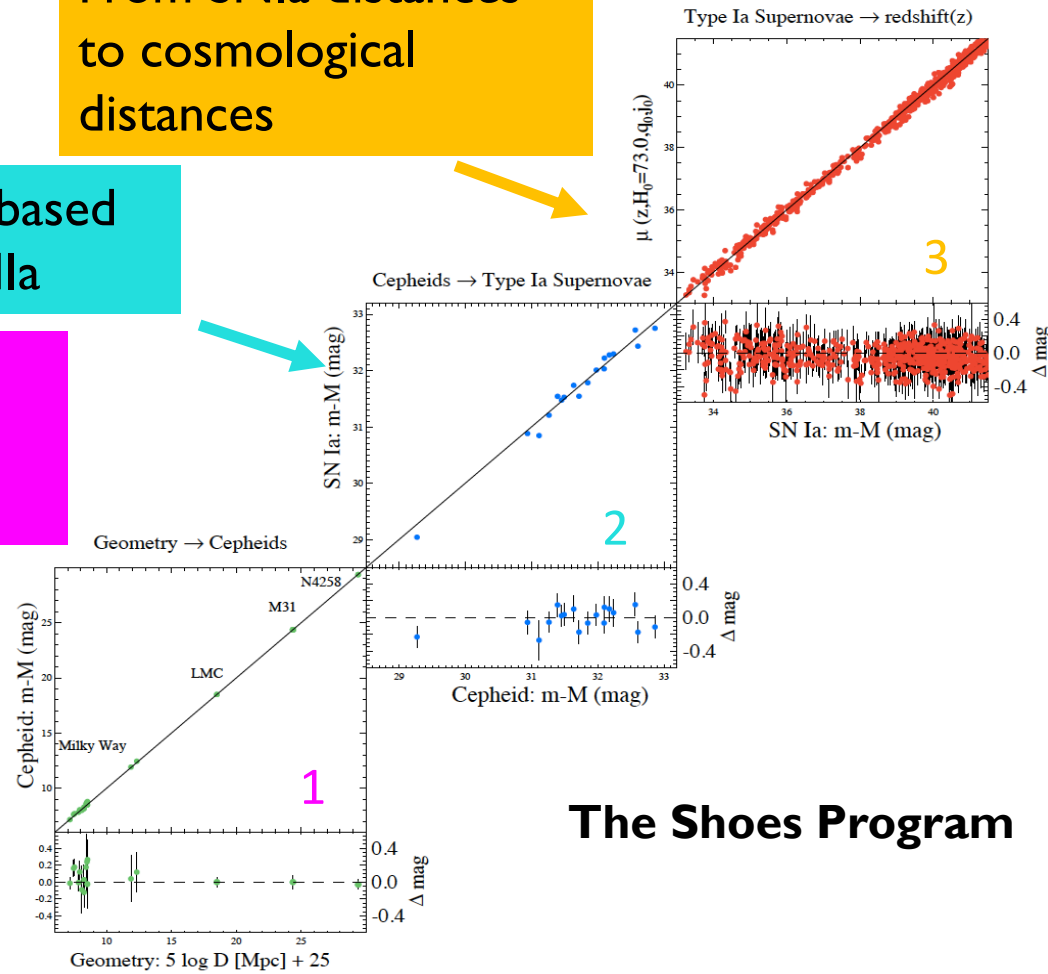 to cosmological
distances
based
Type Ia Supernovae → redshift(z)
μ (z,H₀=73.0,q₀,j₀)
40
38
36
34
3
0.4
0.0
-0.4
Δ mag
34 36 38 40
SN Ia: m-M (mag)
Cepheids → Type Ia Supernovae
SN Ia: m-M (mag)
33
32
31
30
29
2
0.4
0.0
-0.4
Δ mag
29 30 31 32 33
Cepheid: m-M (mag)
Geometry → Cepheids
Cepheid: m-M (mag)
25
20
15
10
N4258
M31
LMC
Milky Way
1
0.4
0.2
0.0
-0.2
-0.4
0.4
0.0
-0.4
Δ mag
10 15 20 25
Geometry: 5 log D [Mpc] + 25
The Shoes Program